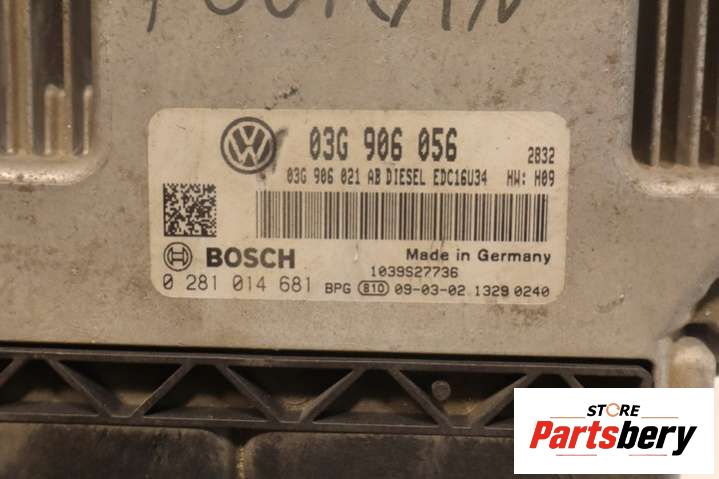 TOURAN
03G 906 056 2832
03G 906 021 AB DIESEL EDC16U34 HW: H09
BOSCH Made in Germany
1039S27736
0 281 014 681 BPG 810 09-03-02 1329 0240
STORE
Partsbery